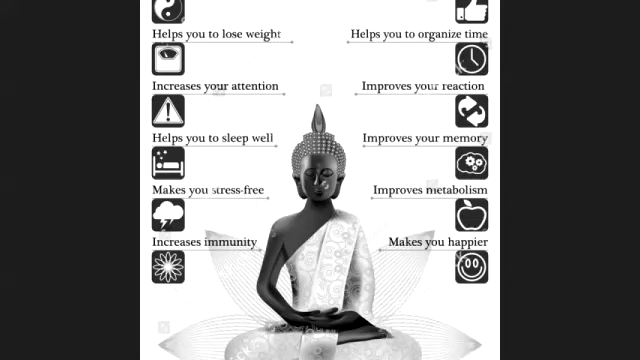 Helps you to lose weight
Helps you to organize time
Increases your attention
Improves your reaction
Helps you to sleep well
Improves your memory
Makes you stress-free
Improves metabolism
Increases immunity
Makes you happier